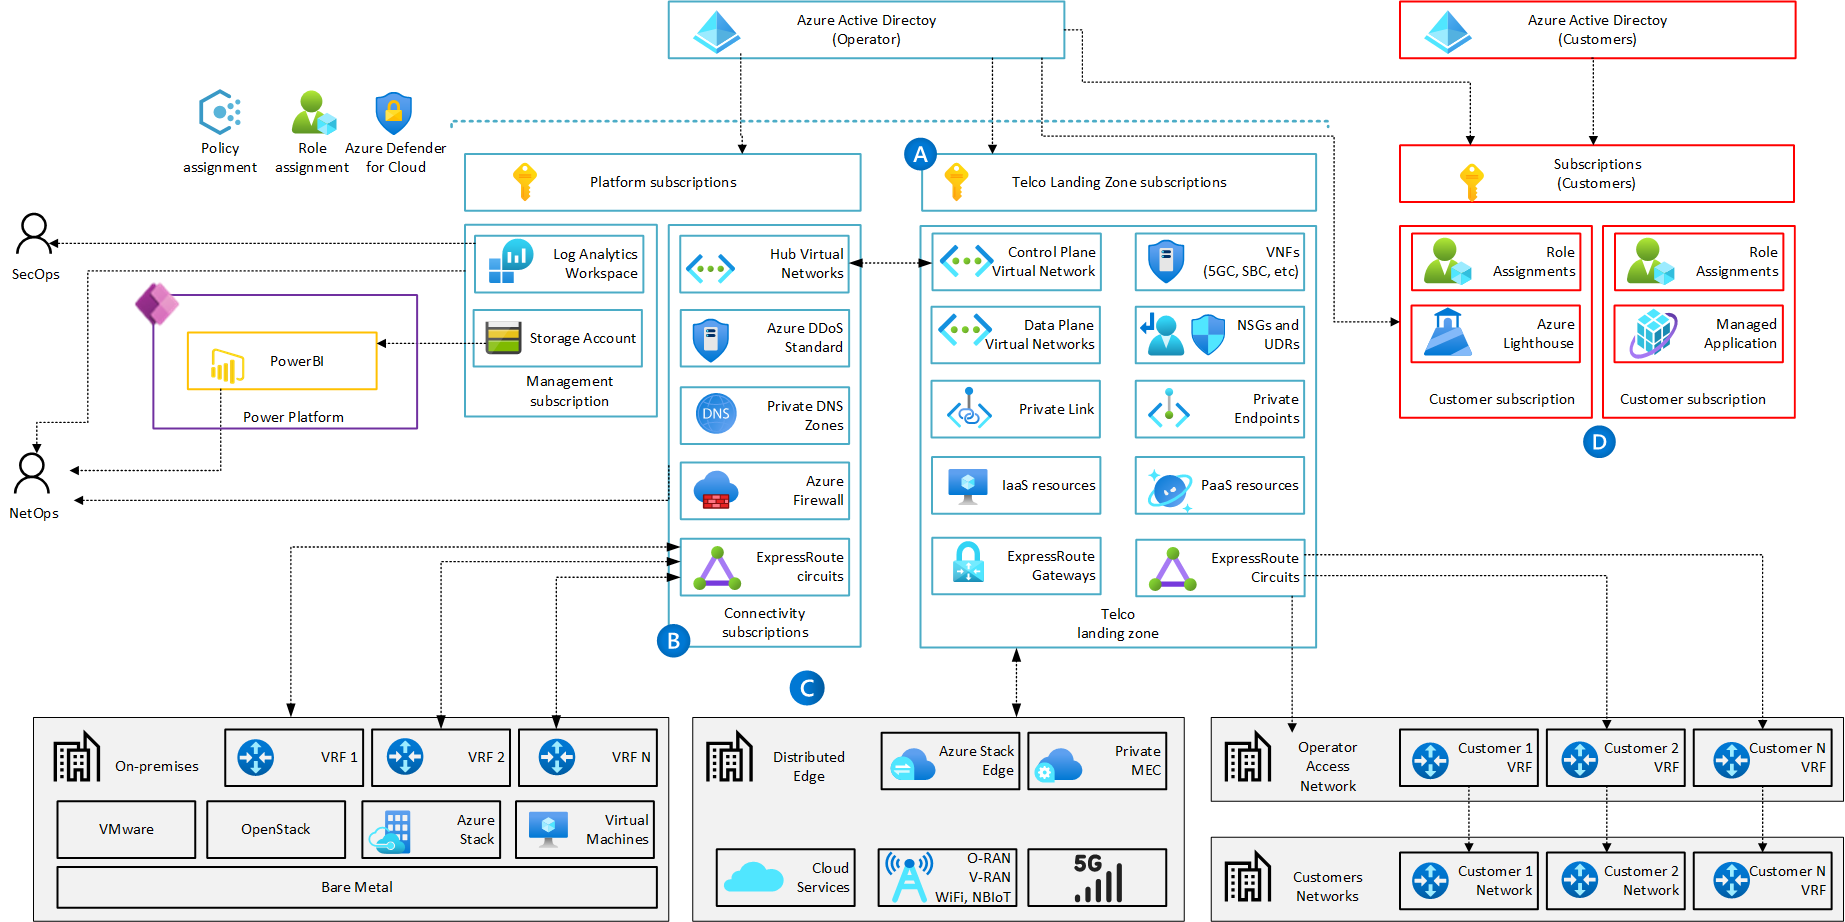 Azure Active Directoy
(Operator)
Azure Active Directoy
(Customers)
Policy
assignment
Role
assignment
Azure Defender
for Cloud
Platform subscriptions
A
Telco Landing Zone subscriptions
Subscriptions
(Customers)
SecOps
NetOps
Log Analytics
Workspace
Storage Account
Management
subscription
PowerBI
Power Platform
Hub Virtual
Networks
Azure DDoS
Standard
Private DNS
Zones
DNS
Azure
Firewall
ExpressRoute
circuits
Connectivity
subscriptions
B
Control Plane
Virtual Network
VNFs
(5GC, SBC, etc)
Data Plane
Virtual Networks
NSGs and
UDRs
Private Link
Private
Endpoints
IaaS resources
PaaS resources
ExpressRoute
Gateways
ExpressRoute
Circuits
Telco
landing zone
Role
Assignments
Azure
Lighthouse
Customer subscription
Role
Assignments
Managed
Application
Customer subscription
D
C
On-premises
VRF 1
VRF 2
VRF N
VMware
OpenStack
Azure
Stack
Virtual
Machines
Bare Metal
Distributed
Edge
Azure Stack
Edge
Private
MEC
Cloud
Services
O-RAN
V-RAN
WiFi, NBIoT
5G
Operator
Access
Network
Customer 1
VRF
Customer 2
VRF
Customer N
VRF
Customers
Networks
Customer 1
Network
Customer 2
Network
Customer N
VRF